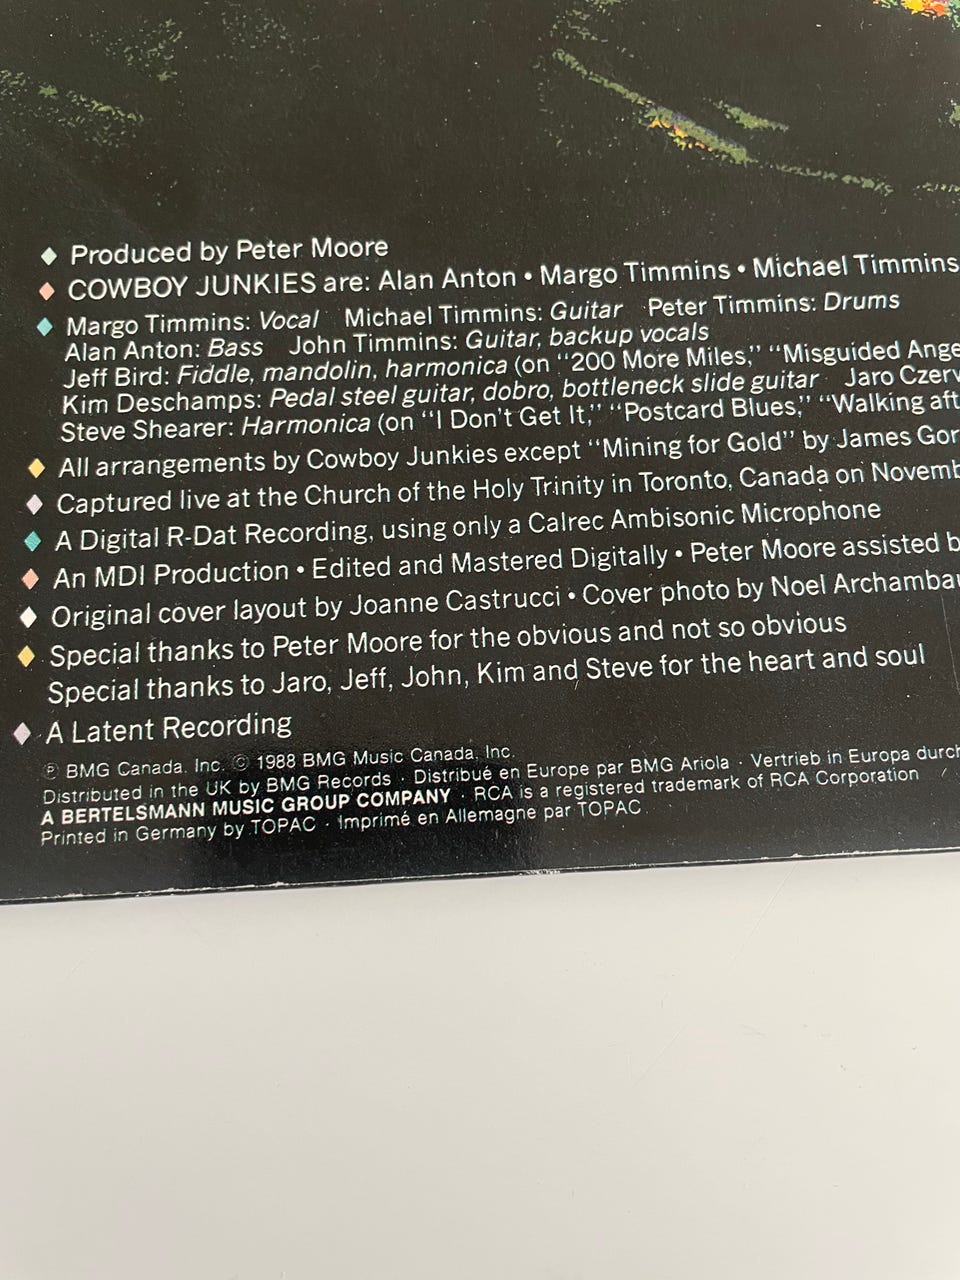 Produced by Peter Moore
COWBOY JUNKIES are: Alan Anton • Margo Timmins • Michael Timmins
Margo Timmins: Vocal Michael Timmins: Guitar Peter Timmins: Drums
Alan Anton: Bass John Timmins: Guitar, backup vocals
Jeff Bird: Fiddle, mandolin, harmonica (on “200 More Miles,” “Misguided Ange
Kim Deschamps: Pedal steel guitar, dobro, bottleneck slide guitar Jaro Czerv
Steve Shearer: Harmonica (on “I Don’t Get It,” “Postcard Blues,” “Walking aft
All arrangements by Cowboy Junkies except “Mining for Gold” by James Gor
Captured live at the Church of the Holy Trinity in Toronto, Canada on Novemb
A Digital R-Dat Recording, using only a Calrec Ambisonic Microphone
An MDI Production • Edited and Mastered Digitally • Peter Moore assisted b
Original cover layout by Joanne Castrucci • Cover photo by Noel Archambau
Special thanks to Peter Moore for the obvious and not so obvious
Special thanks to Jaro, Jeff, John, Kim and Steve for the heart and soul
A Latent Recording
℗ BMG Canada. Inc. © 1988 BMG Music Canada, Inc.
Distributed in the UK by BMG Records · Distribué en Europe par BMG Ariola · Vertrieb in Europa durch
A BERTELSMANN MUSIC GROUP COMPANY · RCA is a registered trademark of RCA Corporation
Printed in Germany by TOPAC · Imprimé en Allemagne par TOPAC